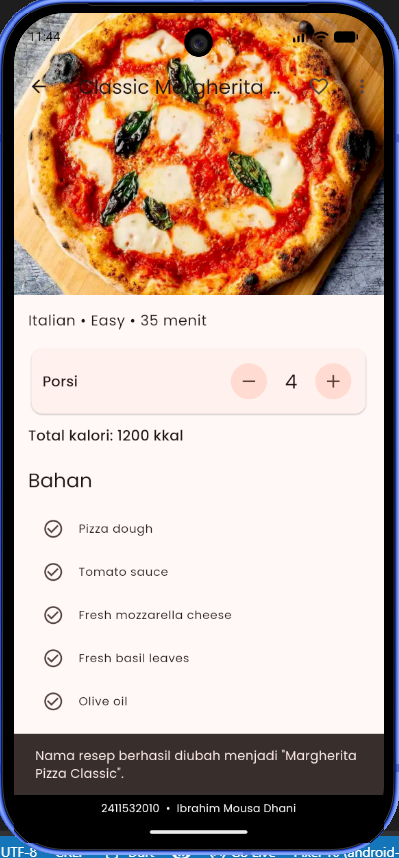 11:44
Classic Margherita ...
Italian • Easy • 35 menit
Porsi
4
Total kalori: 1200 kkal
Bahan
Pizza dough
Tomato sauce
Fresh mozzarella cheese
Fresh basil leaves
Olive oil
Nama resep berhasil diubah menjadi "Margherita
Pizza Classic".
2411532010 • Ibrahim Mousa Dhani
UTF-8